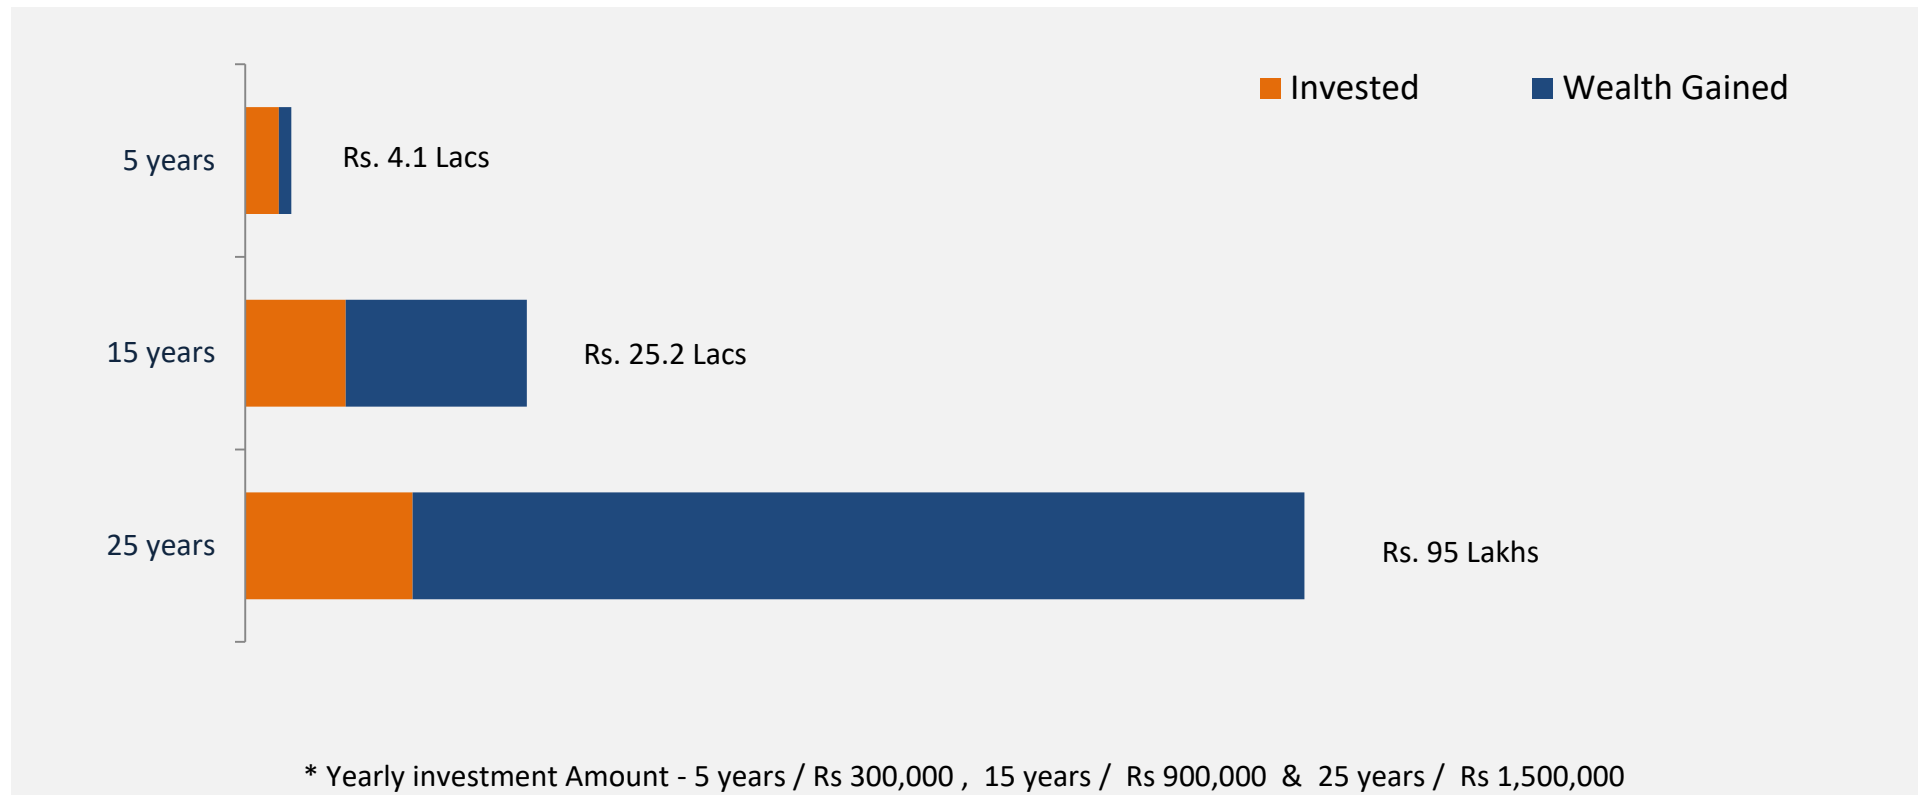 Invested
Wealth Gained
5 years
Rs. 4.1 Lacs
15 years
Rs. 25.2 Lacs
25 years
Rs. 95 Lakhs
* Yearly investment Amount - 5 years / Rs 300,000 , 15 years / Rs 900,000 & 25 years / Rs 1,500,000